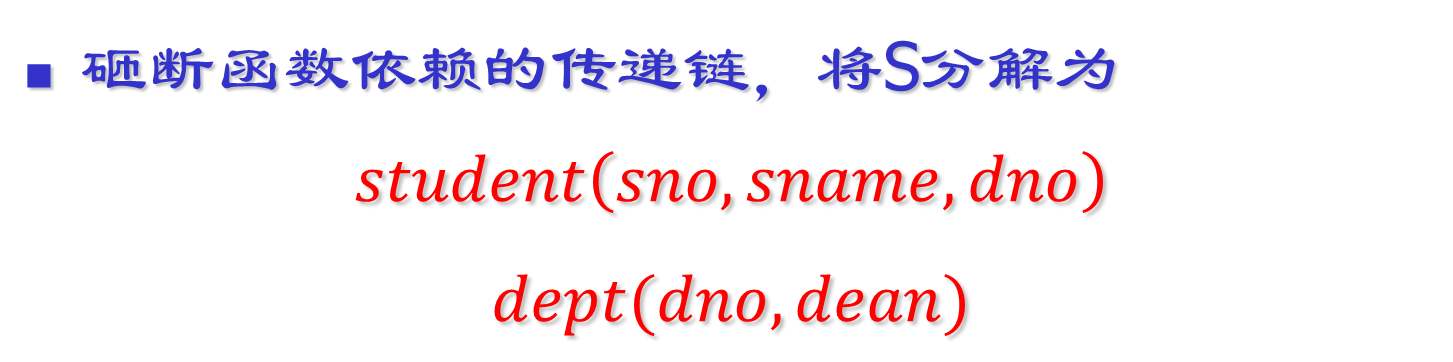 ■ 砸断函数依赖的传递链，将S分解为
student(sno, sname, dno)
dept(dno, dean)